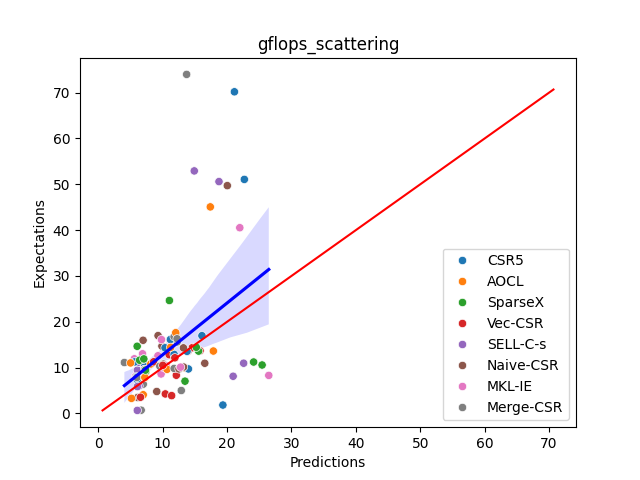 gflops_scattering
70
60
50
40
30
20
10
0
Expectations
CSR5
AOCL
SparseX
Vec-CSR
SELL-C-s
Naive-CSR
MKL-IE
Merge-CSR
0 10 20 30 40 50 60 70
Predictions